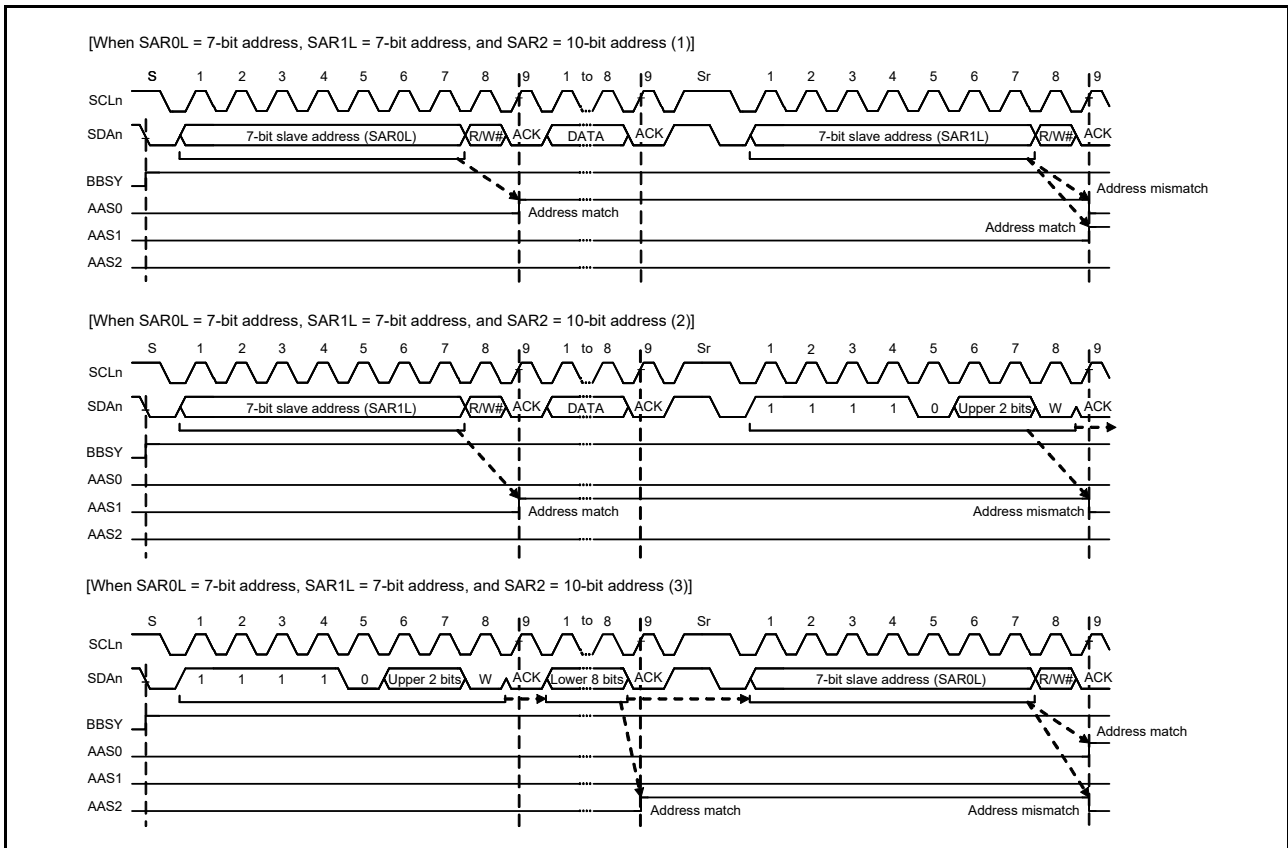 [When SAR0L = 7-bit address, SAR1L = 7-bit address, and SAR2 = 10-bit address (1)]
S 1 2 3 4 5 6 7 8 9 1 to 8 9 Sr 1 2 3 4 5 6 7 8 9
SCLn
SDAn 7-bit slave address (SAR0L) R/W# ACK DATA ACK 7-bit slave address (SAR1L) R/W# ACK
BBSY
Address mismatch
AAS0 Address match
Address match
AAS1
AAS2
[When SAR0L = 7-bit address, SAR1L = 7-bit address, and SAR2 = 10-bit address (2)]
S 1 2 3 4 5 6 7 8 9 1 to 8 9 Sr 1 2 3 4 5 6 7 8 9
SCLn
SDAn 7-bit slave address (SAR1L) R/W# ACK DATA ACK 1 1 1 1 0 Upper 2 bits W ACK
BBSY
AAS0
AAS1 Address match Address mismatch
AAS2
[When SAR0L = 7-bit address, SAR1L = 7-bit address, and SAR2 = 10-bit address (3)]
S 1 2 3 4 5 6 7 8 9 1 to 8 9 Sr 1 2 3 4 5 6 7 8 9
SCLn
SDAn 1 1 1 1 0 Upper 2 bits W ACK Lower 8 bits ACK 7-bit slave address (SAR0L) R/W# ACK
BBSY
Address match
AAS0
AAS1
AAS2 Address match Address mismatch